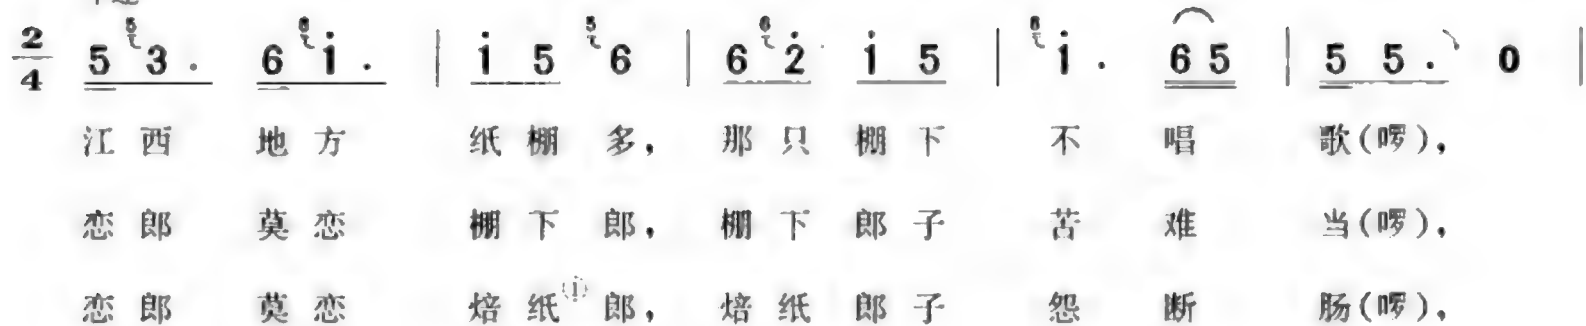 2/4 5 3 . 6 i . | i 5 6 | 6 2 i 5 | i . 6 5 | 5 5 . 0 |
江西 地方 纸棚多，那只棚下 不 唱 歌(啰)，
恋郎 莫恋 棚下郎，棚下郎子 苦 难 当(啰)，
恋郎 莫恋 焙纸①郎，焙纸郎子 怨 断 肠(啰)，